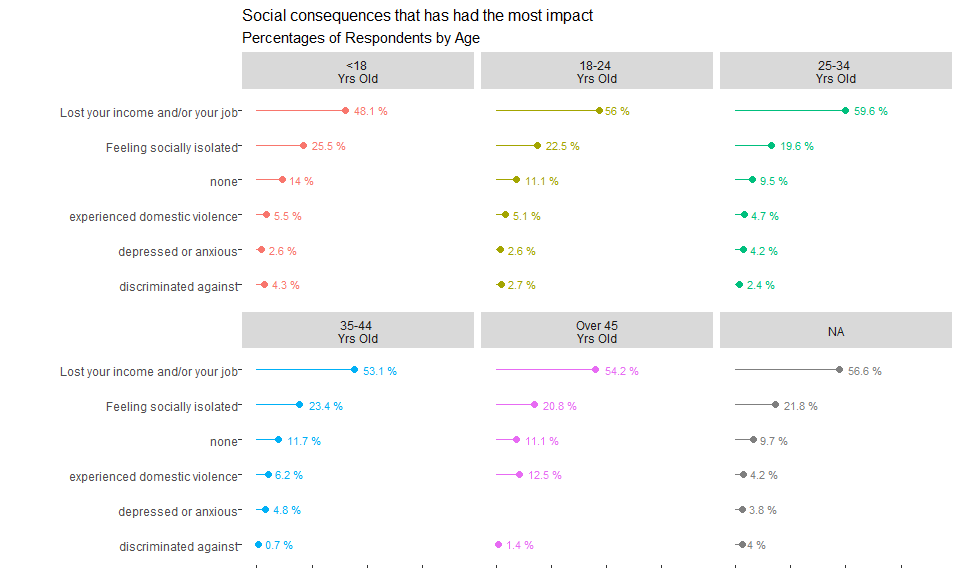 Social consequences that has had the most impact
Percentages of Respondents by Age
<18
Yrs Old
18-24
Yrs Old
25-34
Yrs Old
Lost your income and/or your job 48.1 % 56 % 59.6 %
Feeling socially isolated 25.5 % 22.5 % 19.6 %
none 14 % 11.1 % 9.5 %
experienced domestic violence 5.5 % 5.1 % 4.7 %
depressed or anxious 2.6 % 2.6 % 4.2 %
discriminated against 4.3 % 2.7 % 2.4 %
35-44
Yrs Old
Over 45
Yrs Old
NA
Lost your income and/or your job 53.1 % 54.2 % 56.6 %
Feeling socially isolated 23.4 % 20.8 % 21.8 %
none 11.7 % 11.1 % 9.7 %
experienced domestic violence 6.2 % 12.5 % 4.2 %
depressed or anxious 4.8 % 3.8 %
discriminated against 0.7 % 1.4 % 4 %